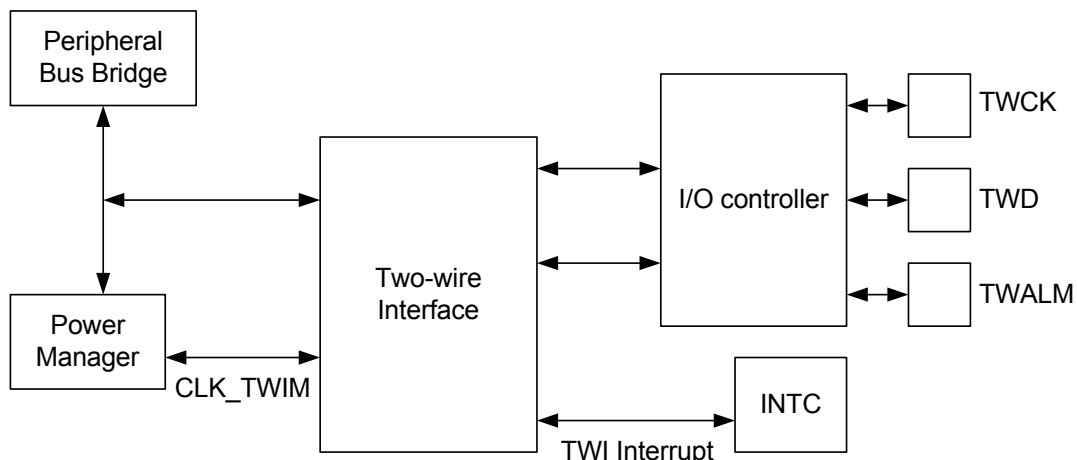 Peripheral
Bus Bridge
TWCK
I/O controller
TWD
Two-wire
Interface
TWALM
Power
Manager
CLK_TWIM
INTC
TWI Interrupt